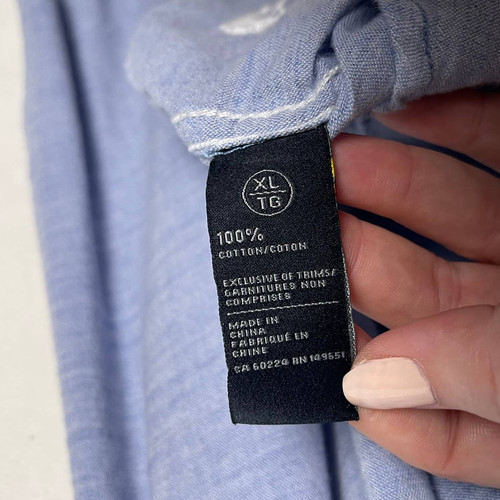 XL
TG
100%
COTTON/COTON
EXCLUSIVE OF TRIMS/
GARNITURES NON
COMPRISES
MADE IN
CHINA
FABRIQUÉ EN
CHINE
CA 60224 RN 149651